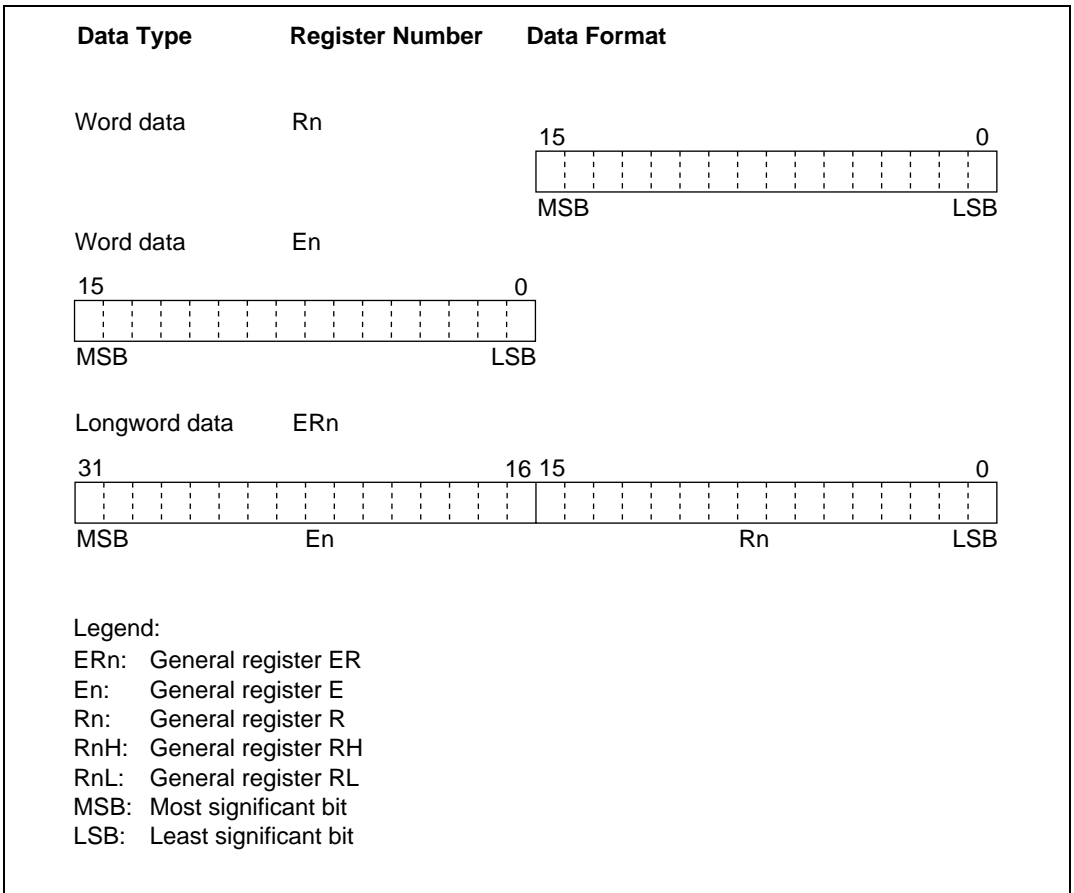 Data Type Register Number Data Format
Word data Rn
15 0
MSB LSB
Word data En
15 0
MSB LSB
Longword data ERn
31 16 15 0
MSB En Rn LSB
Legend:
ERn: General register ER
En: General register E
Rn: General register R
RnH: General register RH
RnL: General register RL
MSB: Most significant bit
LSB: Least significant bit